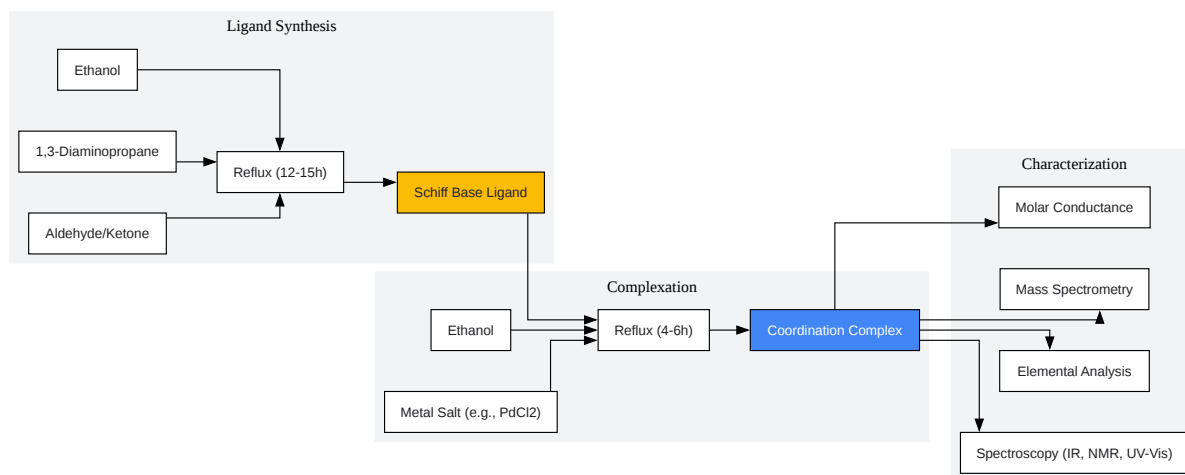 Ligand Synthesis
Ethanol
1,3-Diaminopropane
Reflux (12-15h)
Aldehyde/Ketone
Schiff Base Ligand
Complexation
Ethanol
Reflux (4-6h)
Metal Salt (e.g., PdCl2)
Coordination Complex
Characterization
Molar Conductance
Mass Spectrometry
Elemental Analysis
Spectroscopy (IR, NMR, UV-Vis)